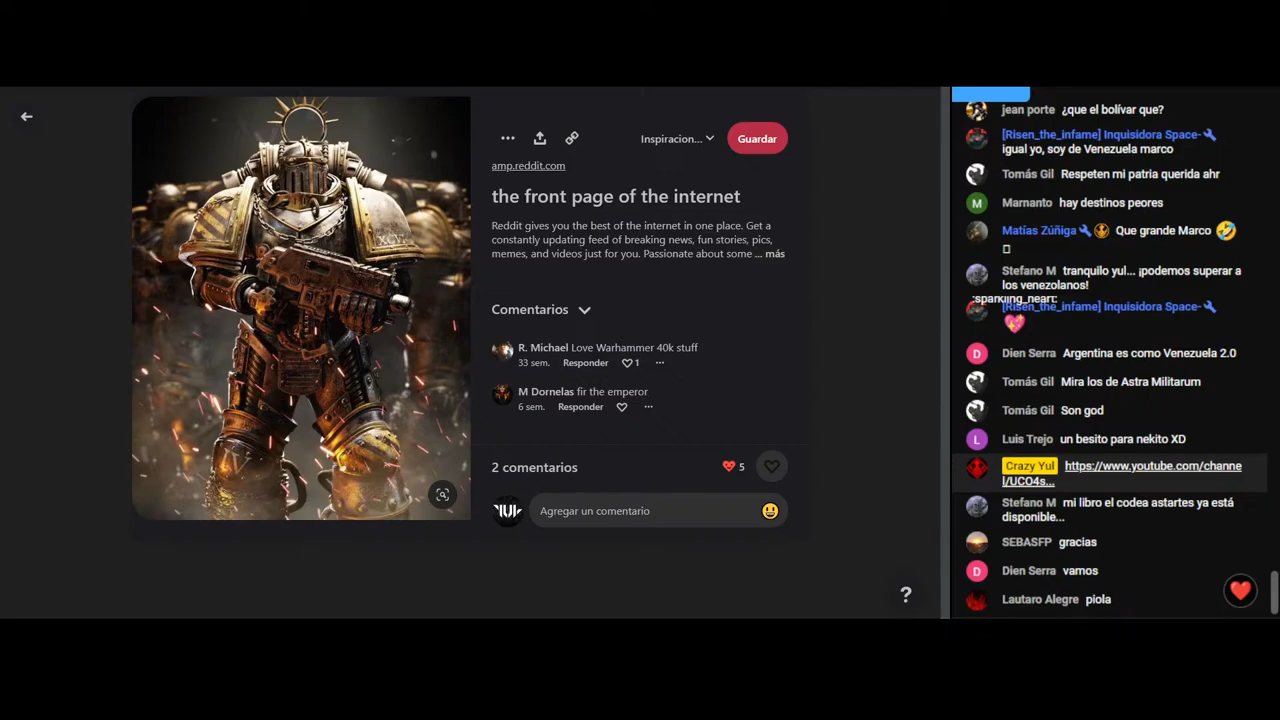 Inspiracion...
Guardar
amp.reddit.com
the front page of the internet
Reddit gives you the best of the internet in one place. Get a
constantly updating feed of breaking news, fun stories, pics,
memes, and videos just for you. Passionate about some ... más
Comentarios
R. Michael Love Warhammer 40k stuff
33 sem. Responder 1 ...
M Dornelas fir the emperor
6 sem. Responder ...
2 comentarios
5
Agregar un comentario
?
jean porte ¿que el bolívar que?
[Risen_the_infame] Inquisidora Space-
igual yo, soy de Venezuela marco
Tomás Gil Respeten mi patria querida ahr
M Marnanto hay destinos peores
Matías Zúñiga Que grande Marco 🤣
Stefano M tranquilo yul... ¡podemos superar a
los venezolanos!
:sparkling_heart:
[Risen_the_infame] Inquisidora Space-
💖
D Dien Serra Argentina es como Venezuela 2.0
Tomás Gil Mira los de Astra Militarum
Tomás Gil Son god
L Luis Trejo un besito para nekito XD
Crazy Yul https://www.youtube.com/channe
l/UCO4s...
Stefano M mi libro el codea astartes ya está
disponible...
SEBASFP gracias
D Dien Serra vamos
Lautaro Alegre piola